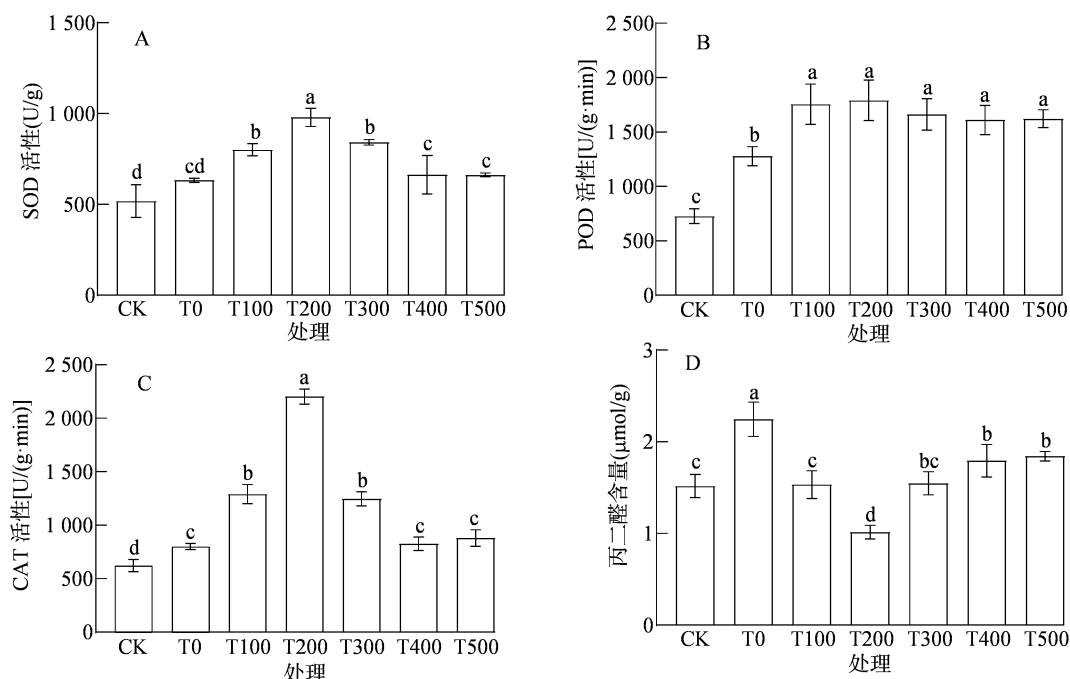 A
SOD 活性(U/g)
1 500
1 000
500
0
d
cd
b
a
b
c
c
CK T0 T100 T200 T300 T400 T500
处理
B
POD 活性[U/(g·min)]
2 500
2 000
1 500
1 000
500
0
c
b
a
a
a
a
a
CK T0 T100 T200 T300 T400 T500
处理
C
CAT 活性[U/(g·min)]
2 500
2 000
1 500
1 000
500
0
d
c
b
a
b
c
c
CK T0 T100 T200 T300 T400 T500
处理
D
丙二醛含量(μmol/g)
3
2
1
0
c
a
c
d
bc
b
b
CK T0 T100 T200 T300 T400 T500
处理